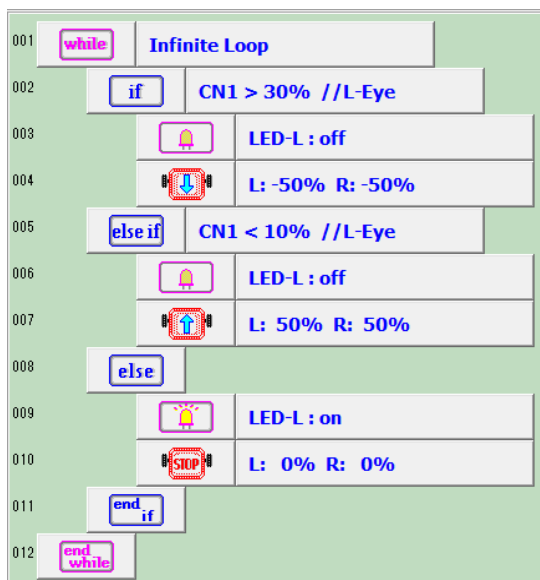 001 while Infinite Loop
002 if CN1 > 30% //L-Eye
003 LED-L : off
004 L: -50% R: -50%
005 else if CN1 < 10% //L-Eye
006 LED-L : off
007 L: 50% R: 50%
008 else
009 LED-L : on
010 STOP L: 0% R: 0%
011 end if
012 end while